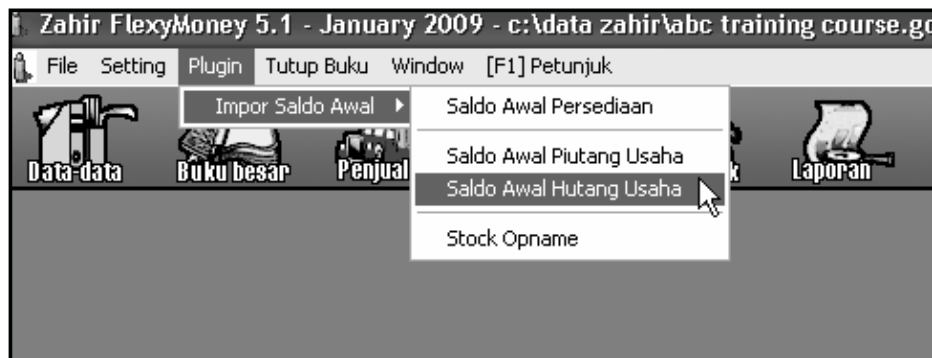 Zahir FlexyMoney 5.1 - January 2009 - c:\data zahir\abc training course.gd
File Setting Plugin Tutup Buku Window [F1] Petunjuk
Impor Saldo Awal
Saldo Awal Persediaan
Saldo Awal Piutang Usaha
Saldo Awal Hutang Usaha
Stock Opname
Data-data Buku besar Penjual k Laporan